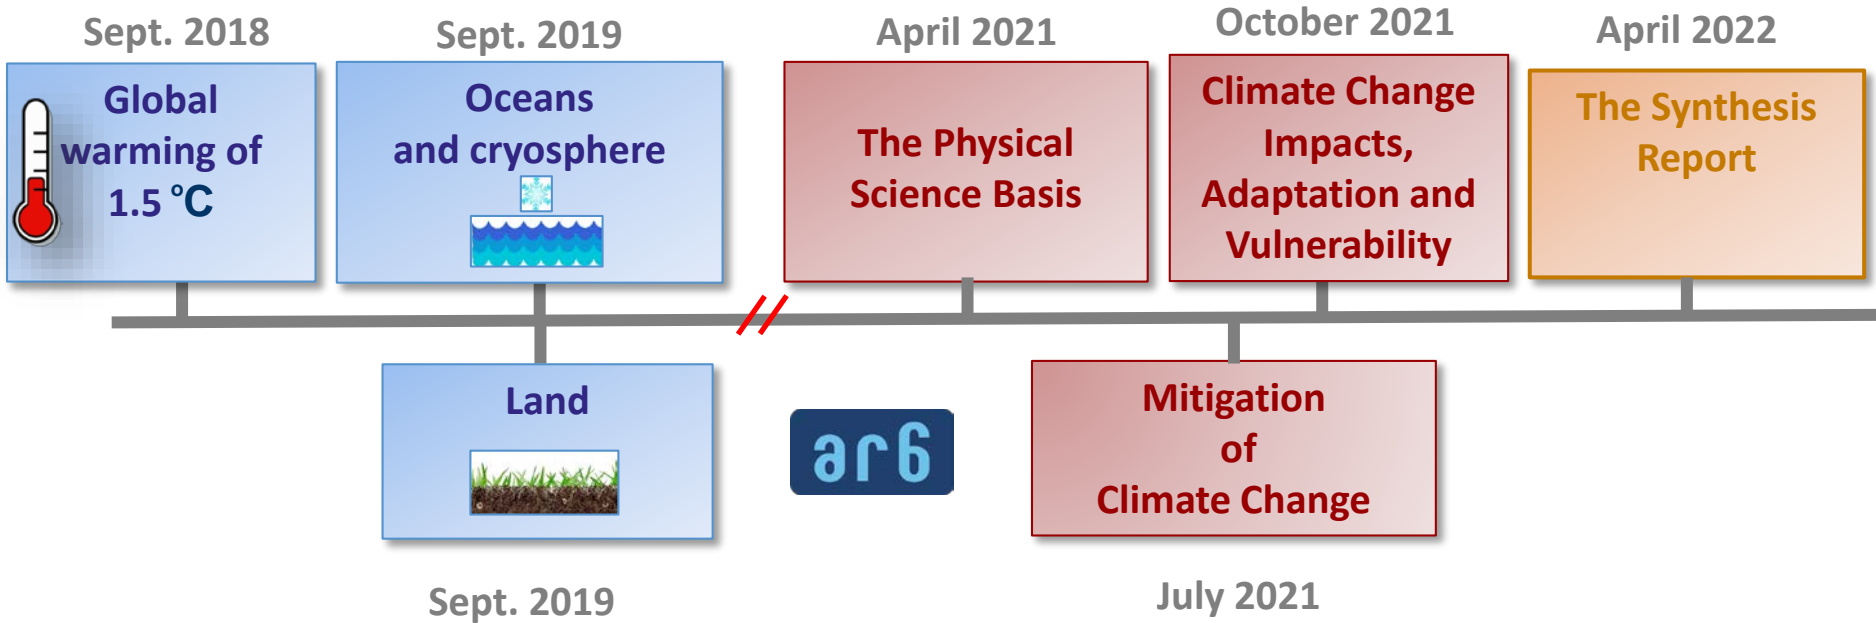 Sept. 2018
Global
warming of
1.5 °C
Sept. 2019
Oceans
and cryosphere
April 2021
The Physical
Science Basis
October 2021
Climate Change
Impacts,
Adaptation and
Vulnerability
April 2022
The Synthesis
Report
Land
Sept. 2019
ar6
Mitigation
of
Climate Change
July 2021